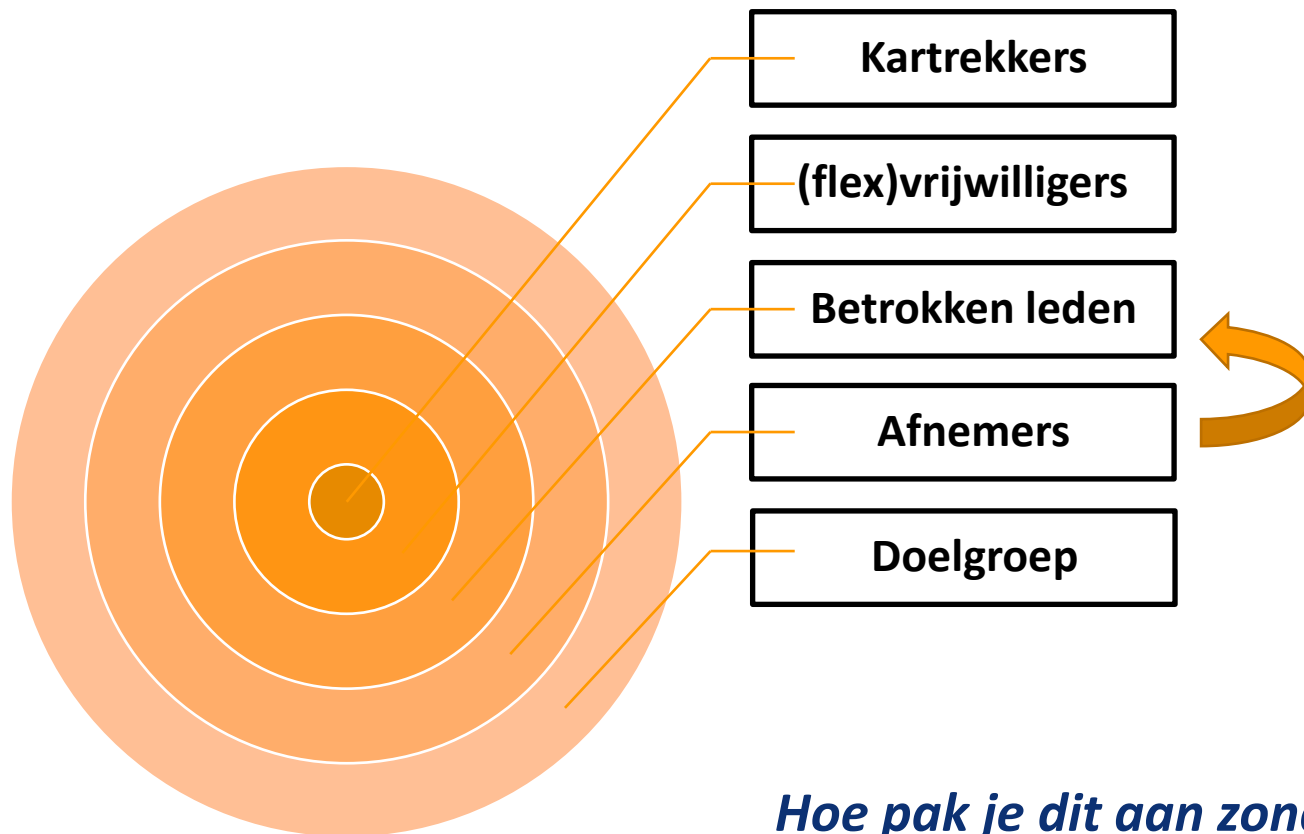 Kartrekkers
(flex)vrijwilligers
Betrokken leden
Afnemers
Doelgroep
Hoe pak je dit aan